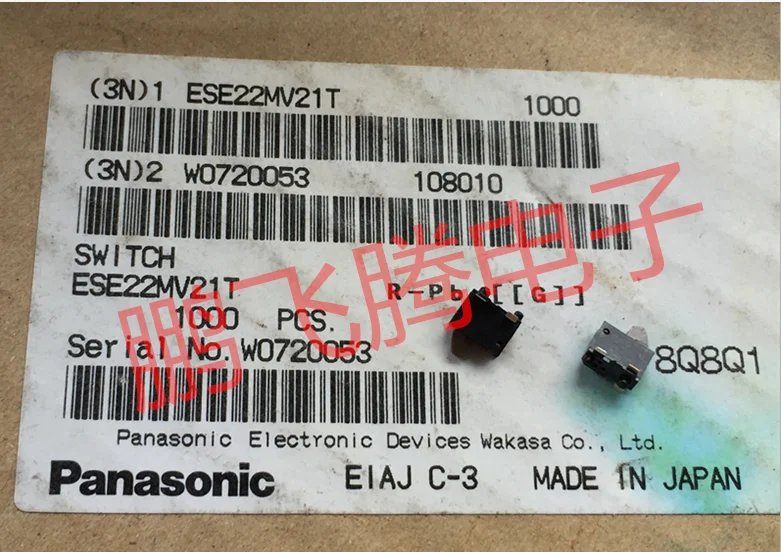 (3N)1 ESE22MV21T 1000
(3N)2 W0720053 108010
SWITCH
ESE22MV21T R-Pb [[G]]
1000 PCS.
Serial No. W0720053 8Q8Q1
Panasonic Electronic Devices Wakasa Co., Ltd.
Panasonic EIAJ C-3 MADE IN JAPAN
鹏飞腾电子